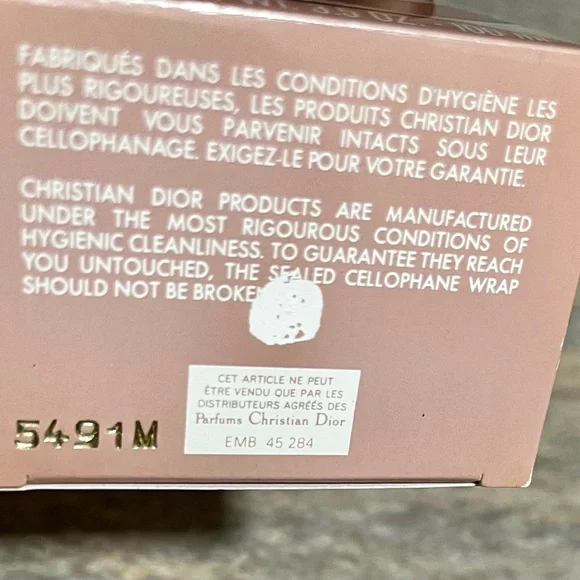 FABRIQUÉS DANS LES CONDITIONS D'HYGIÈNE LES
PLUS RIGOUREUSES, LES PRODUITS CHRISTIAN DIOR
DOIVENT VOUS PARVENIR INTACTS SOUS LEUR
CELLOPHANAGE. EXIGEZ-LE POUR VOTRE GARANTIE.
CHRISTIAN DIOR PRODUCTS ARE MANUFACTURED
UNDER THE MOST RIGOUROUS CONDITIONS OF
HYGIENIC CLEANLINESS. TO GUARANTEE THEY REACH
YOU UNTOUCHED, THE SEALED CELLOPHANE WRAP
SHOULD NOT BE BROKEN
CET ARTICLE NE PEUT
ÊTRE VENDU QUE PAR LES
DISTRIBUTEURS AGRÉÉS DES
Parfums Christian Dior
EMB 45 284
5491M